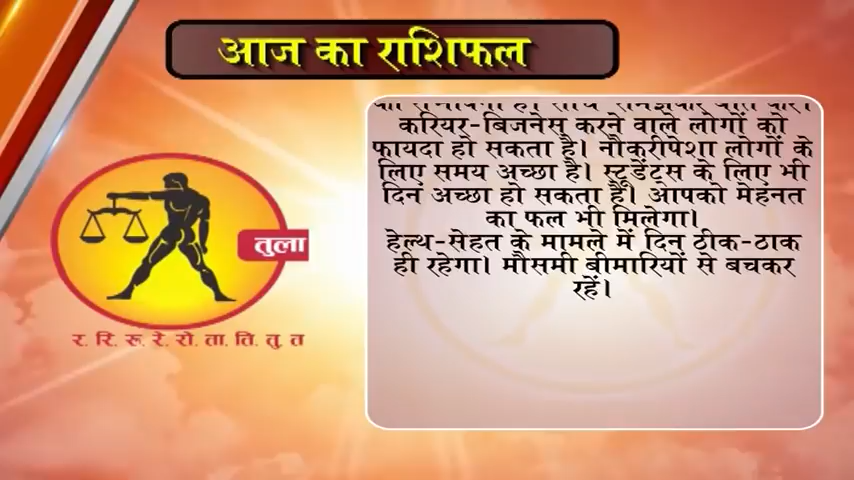 आज का राशिफल
करियर-बिजनेस करने वाले लोगों को
फायदा हो सकता है। नौकरीपेशा लोगों के
लिए समय अच्छा है। स्टूडेंट्स के लिए भी
दिन अच्छा हो सकता है। आपको मेहनत
का फल भी मिलेगा।
हेल्थ-सेहत के मामले में दिन ठीक-ठाक
ही रहेगा। मौसमी बीमारियों से बचकर
रहें।
तुला
र. रि. रू. रे. रो. ता. ति. तु. त